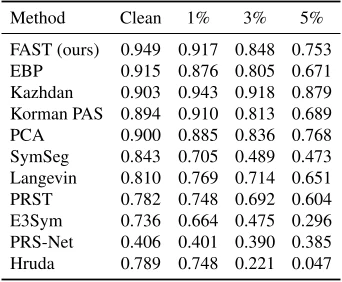 Method Clean 1% 3% 5%
FAST (ours) 0.949 0.917 0.848 0.753
EBP 0.915 0.876 0.805 0.671
Kazhdan 0.903 0.943 0.918 0.879
Korman PAS 0.894 0.910 0.813 0.689
PCA 0.900 0.885 0.836 0.768
SymSeg 0.843 0.705 0.489 0.473
Langevin 0.810 0.769 0.714 0.651
PRST 0.782 0.748 0.692 0.604
E3Sym 0.736 0.664 0.475 0.296
PRS-Net 0.406 0.401 0.390 0.385
Hruda 0.789 0.748 0.221 0.047